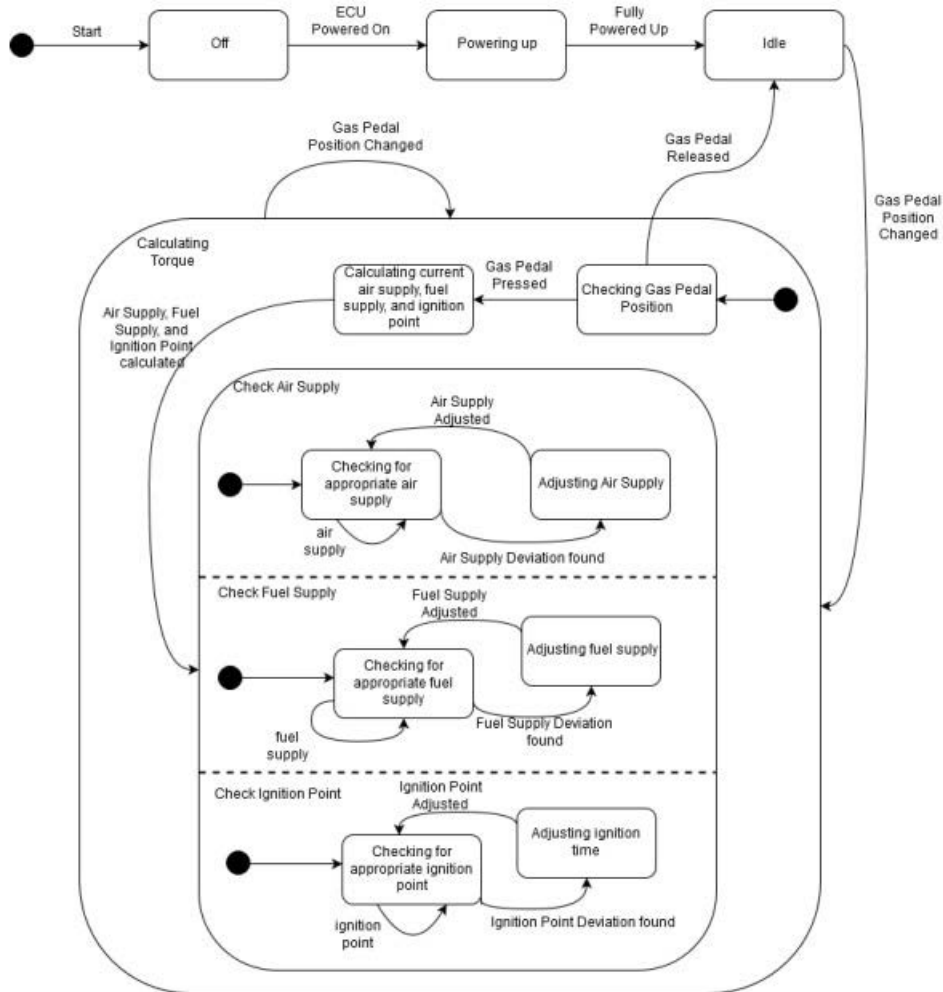 Start
Off
ECU
Powered On
Powering up
Fully
Powered Up
Idle
Gas Pedal
Position Changed
Gas Pedal
Released
Gas Pedal
Position
Changed
Calculating
Torque
Calculating current
air supply, fuel
supply, and ignition
point
Gas Pedal
Pressed
Checking Gas Pedal
Position
Air Supply, Fuel
Supply, and
Ignition Point
calculated
Check Air Supply
Air Supply
Adjusted
Checking for
appropriate air
supply
Adjusting Air Supply
air
supply
Air Supply Deviation found
Check Fuel Supply
Fuel Supply
Adjusted
Checking for
appropriate fuel
supply
Adjusting fuel supply
fuel
supply
Fuel Supply Deviation
found
Check Ignition Point
Ignition Point
Adjusted
Checking for
appropriate ignition
point
Adjusting ignition
time
ignition
point
Ignition Point Deviation found